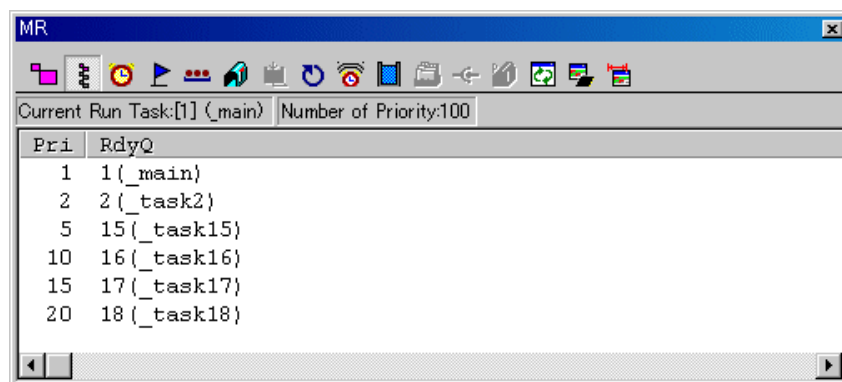 MR
Current Run Task:[1] (_main) Number of Priority:100
Pri RdyQ
1 1(_main)
2 2(_task2)
5 15(_task15)
10 16(_task16)
15 17(_task17)
20 18(_task18)